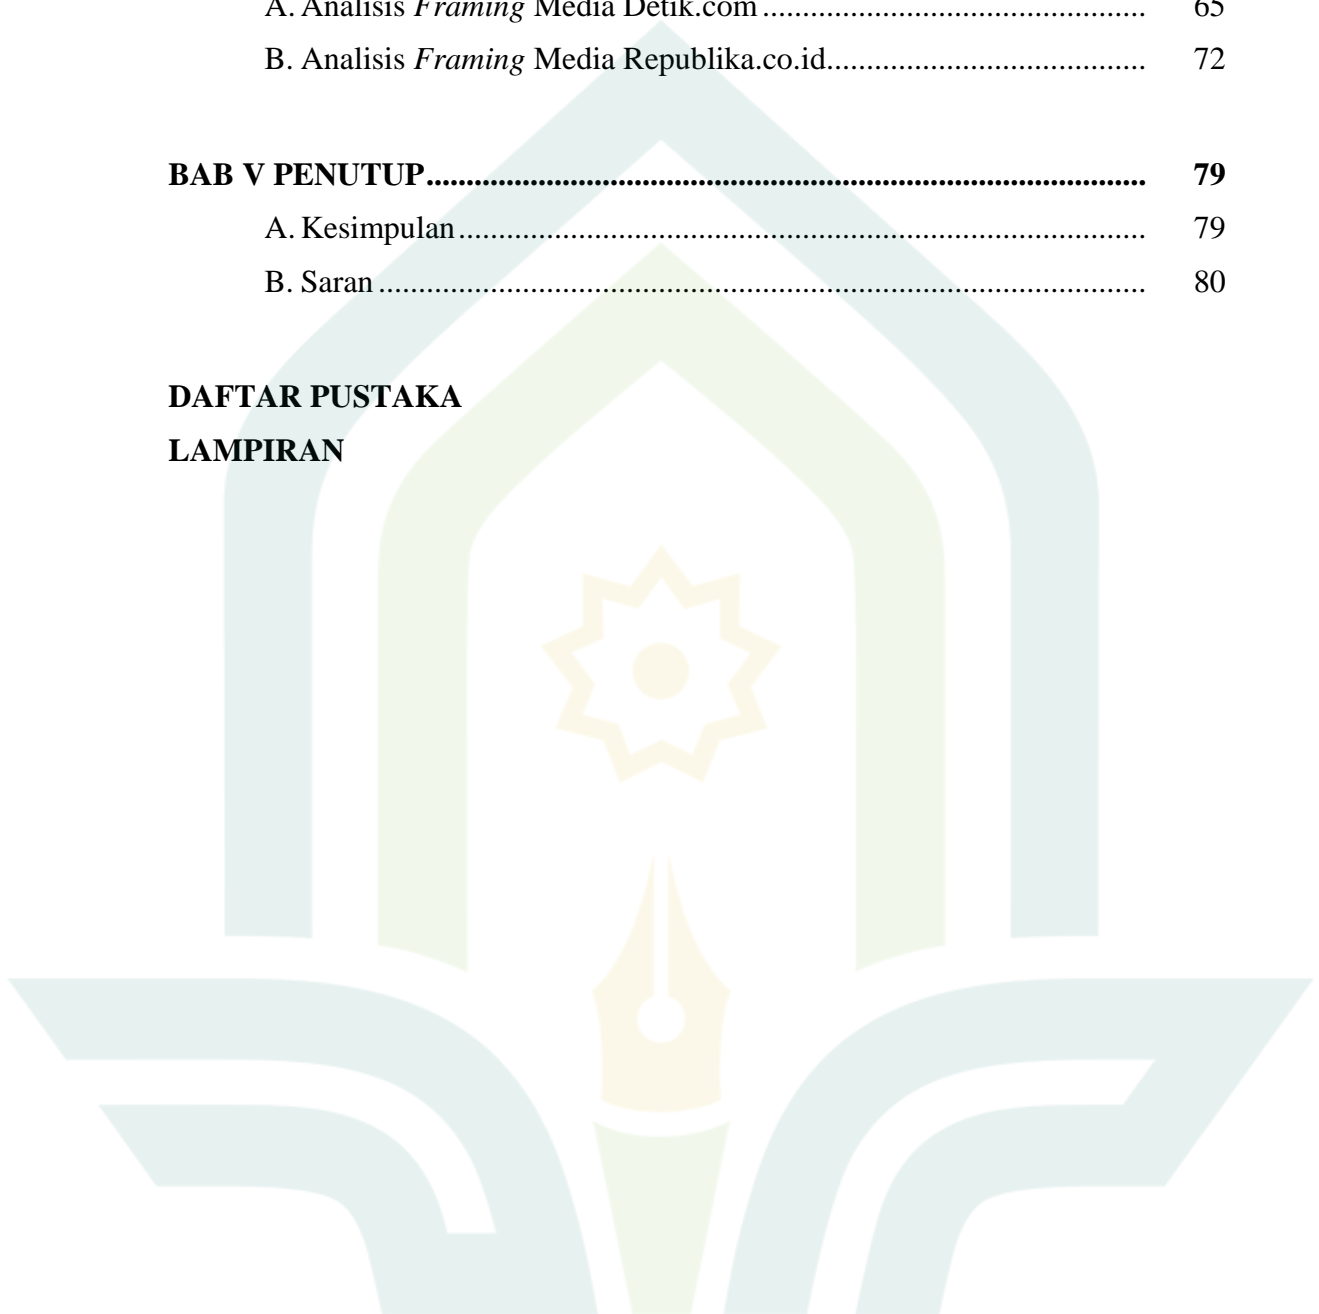 A. Analisis Framing Media Detik.com ................................................ 65
B. Analisis Framing Media Republika.co.id........................................ 72
BAB V PENUTUP.......................................................................................... 79
A. Kesimpulan...................................................................................... 79
B. Saran................................................................................................ 80
DAFTAR PUSTAKA
LAMPIRAN